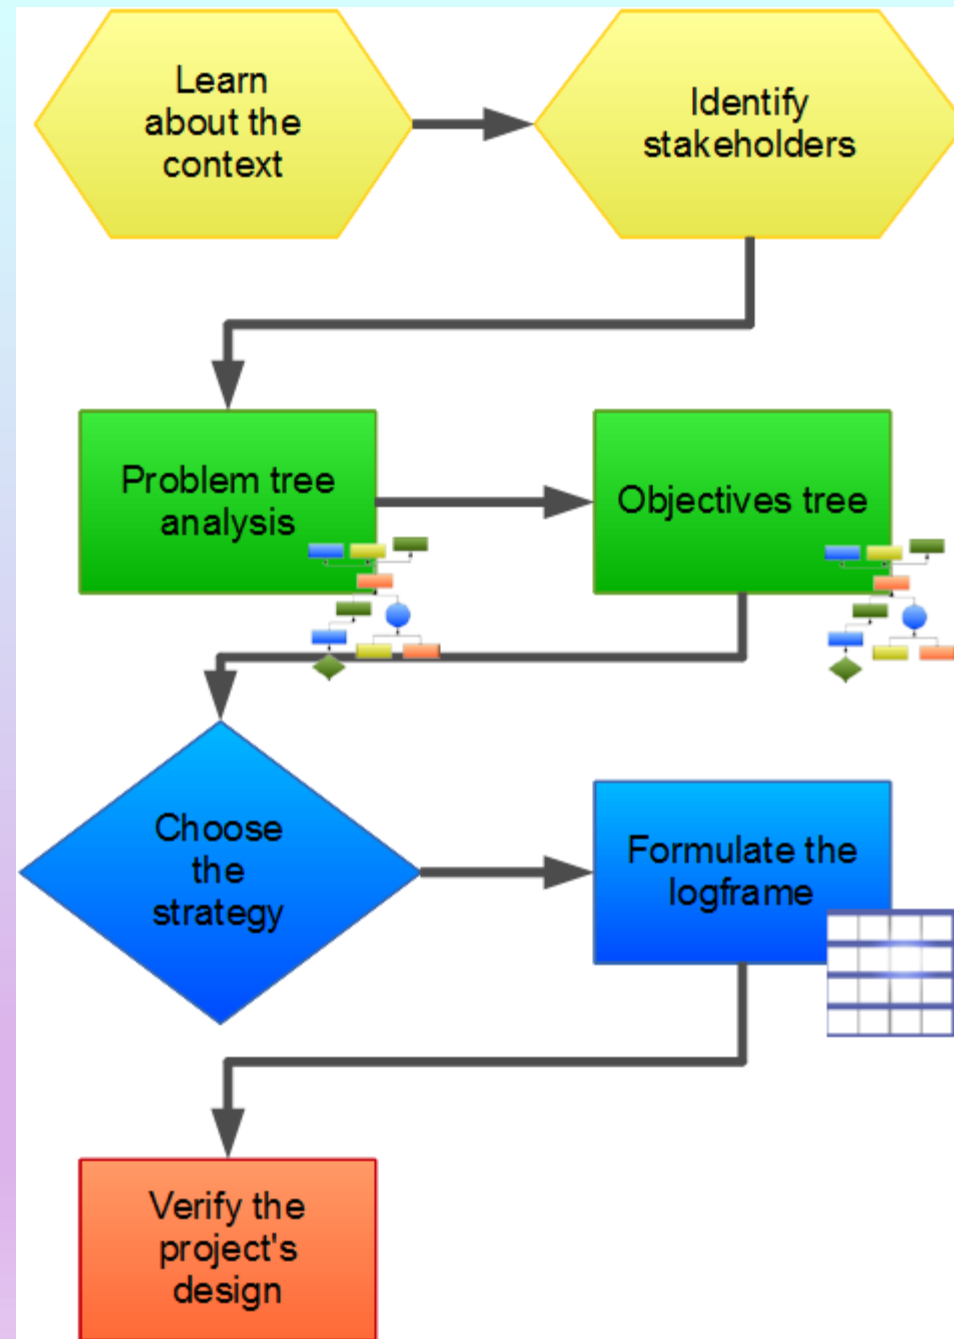 Learn
about the
context
Identify
stakeholders
Problem tree
analysis
Objectives tree
Choose
the
strategy
Formulate the
logframe
Verify the
project's
design